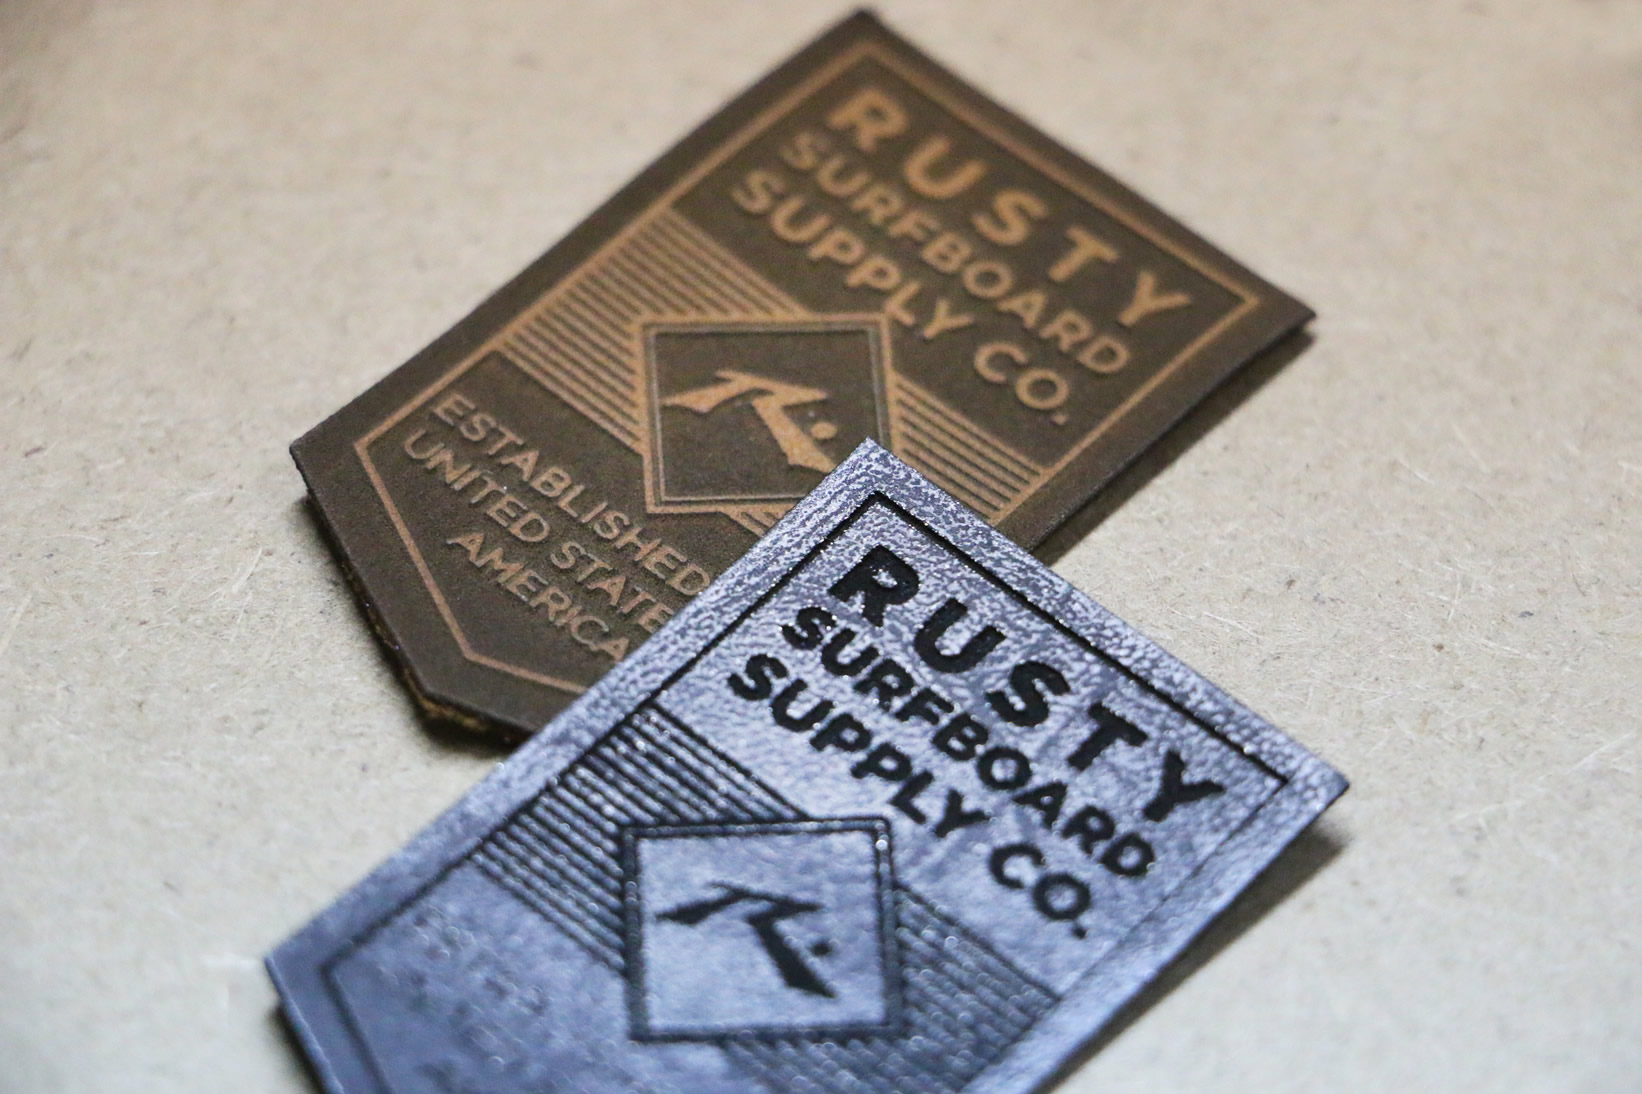 RUSTY
SURFBOARD
SUPPLY CO.
ESTABLISHED
UNITED STATE
AMERICA
RUSTY
SURFBOARD
SUPPLY CO.